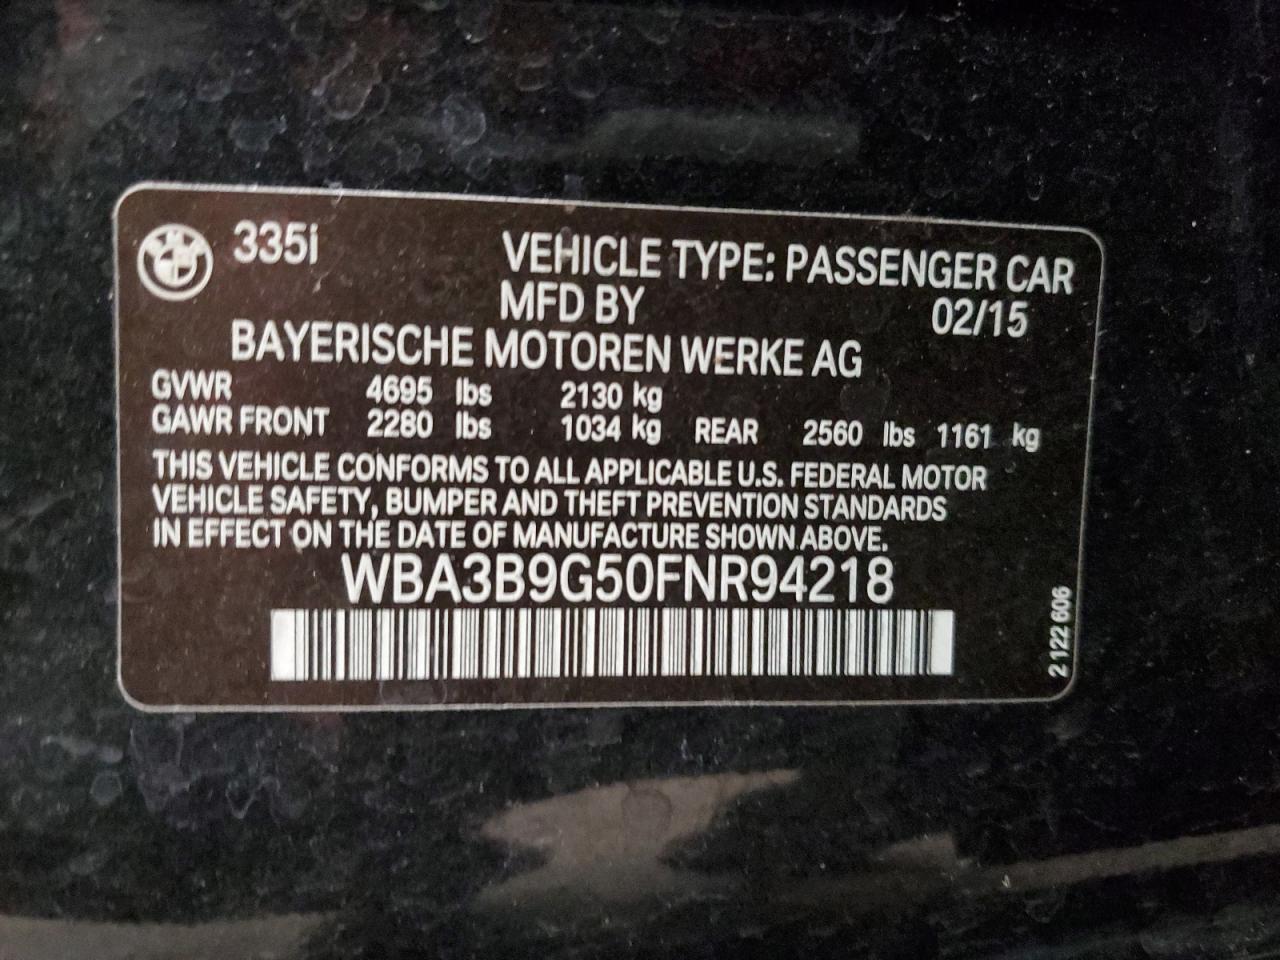 335i
VEHICLE TYPE: PASSENGER CAR
MFD BY 02/15
BAYERISCHE MOTOREN WERKE AG
GVWR 4695 lbs 2130 kg
GAWR FRONT 2280 lbs 1034 kg REAR 2560 lbs 1161 kg
THIS VEHICLE CONFORMS TO ALL APPLICABLE U.S. FEDERAL MOTOR
VEHICLE SAFETY, BUMPER AND THEFT PREVENTION STANDARDS
IN EFFECT ON THE DATE OF MANUFACTURE SHOWN ABOVE.
WBA3B9G50FNR94218
2 122 606